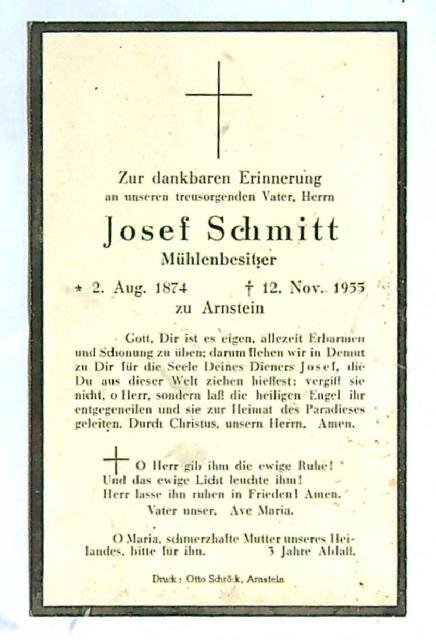 Zur dankbaren Erinnerung
an unseren treusorgenden Vater, Herrn
Josef Schmitt
Mühlenbesitzer
* 2. Aug. 1874 † 12. Nov. 1955
zu Arnstein
Gott, Dir ist es eigen, allezeit Erbarmen
und Schonung zu üben; darum flehen wir in Demut
zu Dir für die Seele Deines Dieners Josef, die
Du aus dieser Welt ziehen hießest: vergiß sie
nicht, o Herr, sondern laß die heiligen Engel ihr
entgegeneilen und sie zur Heimat des Paradieses
geleiten. Durch Christus, unsern Herrn. Amen.
O Herr gib ihm die ewige Ruhe!
Und das ewige Licht leuchte ihm!
Herr lasse ihn ruhen in Frieden! Amen.
Vater unser. Ave Maria.
O Maria, schmerzhafte Mutter unseres Hei-
landes, bitte für ihn. 3 Jahre Ablaß.
Druck: Otto Schröck, Arnstein